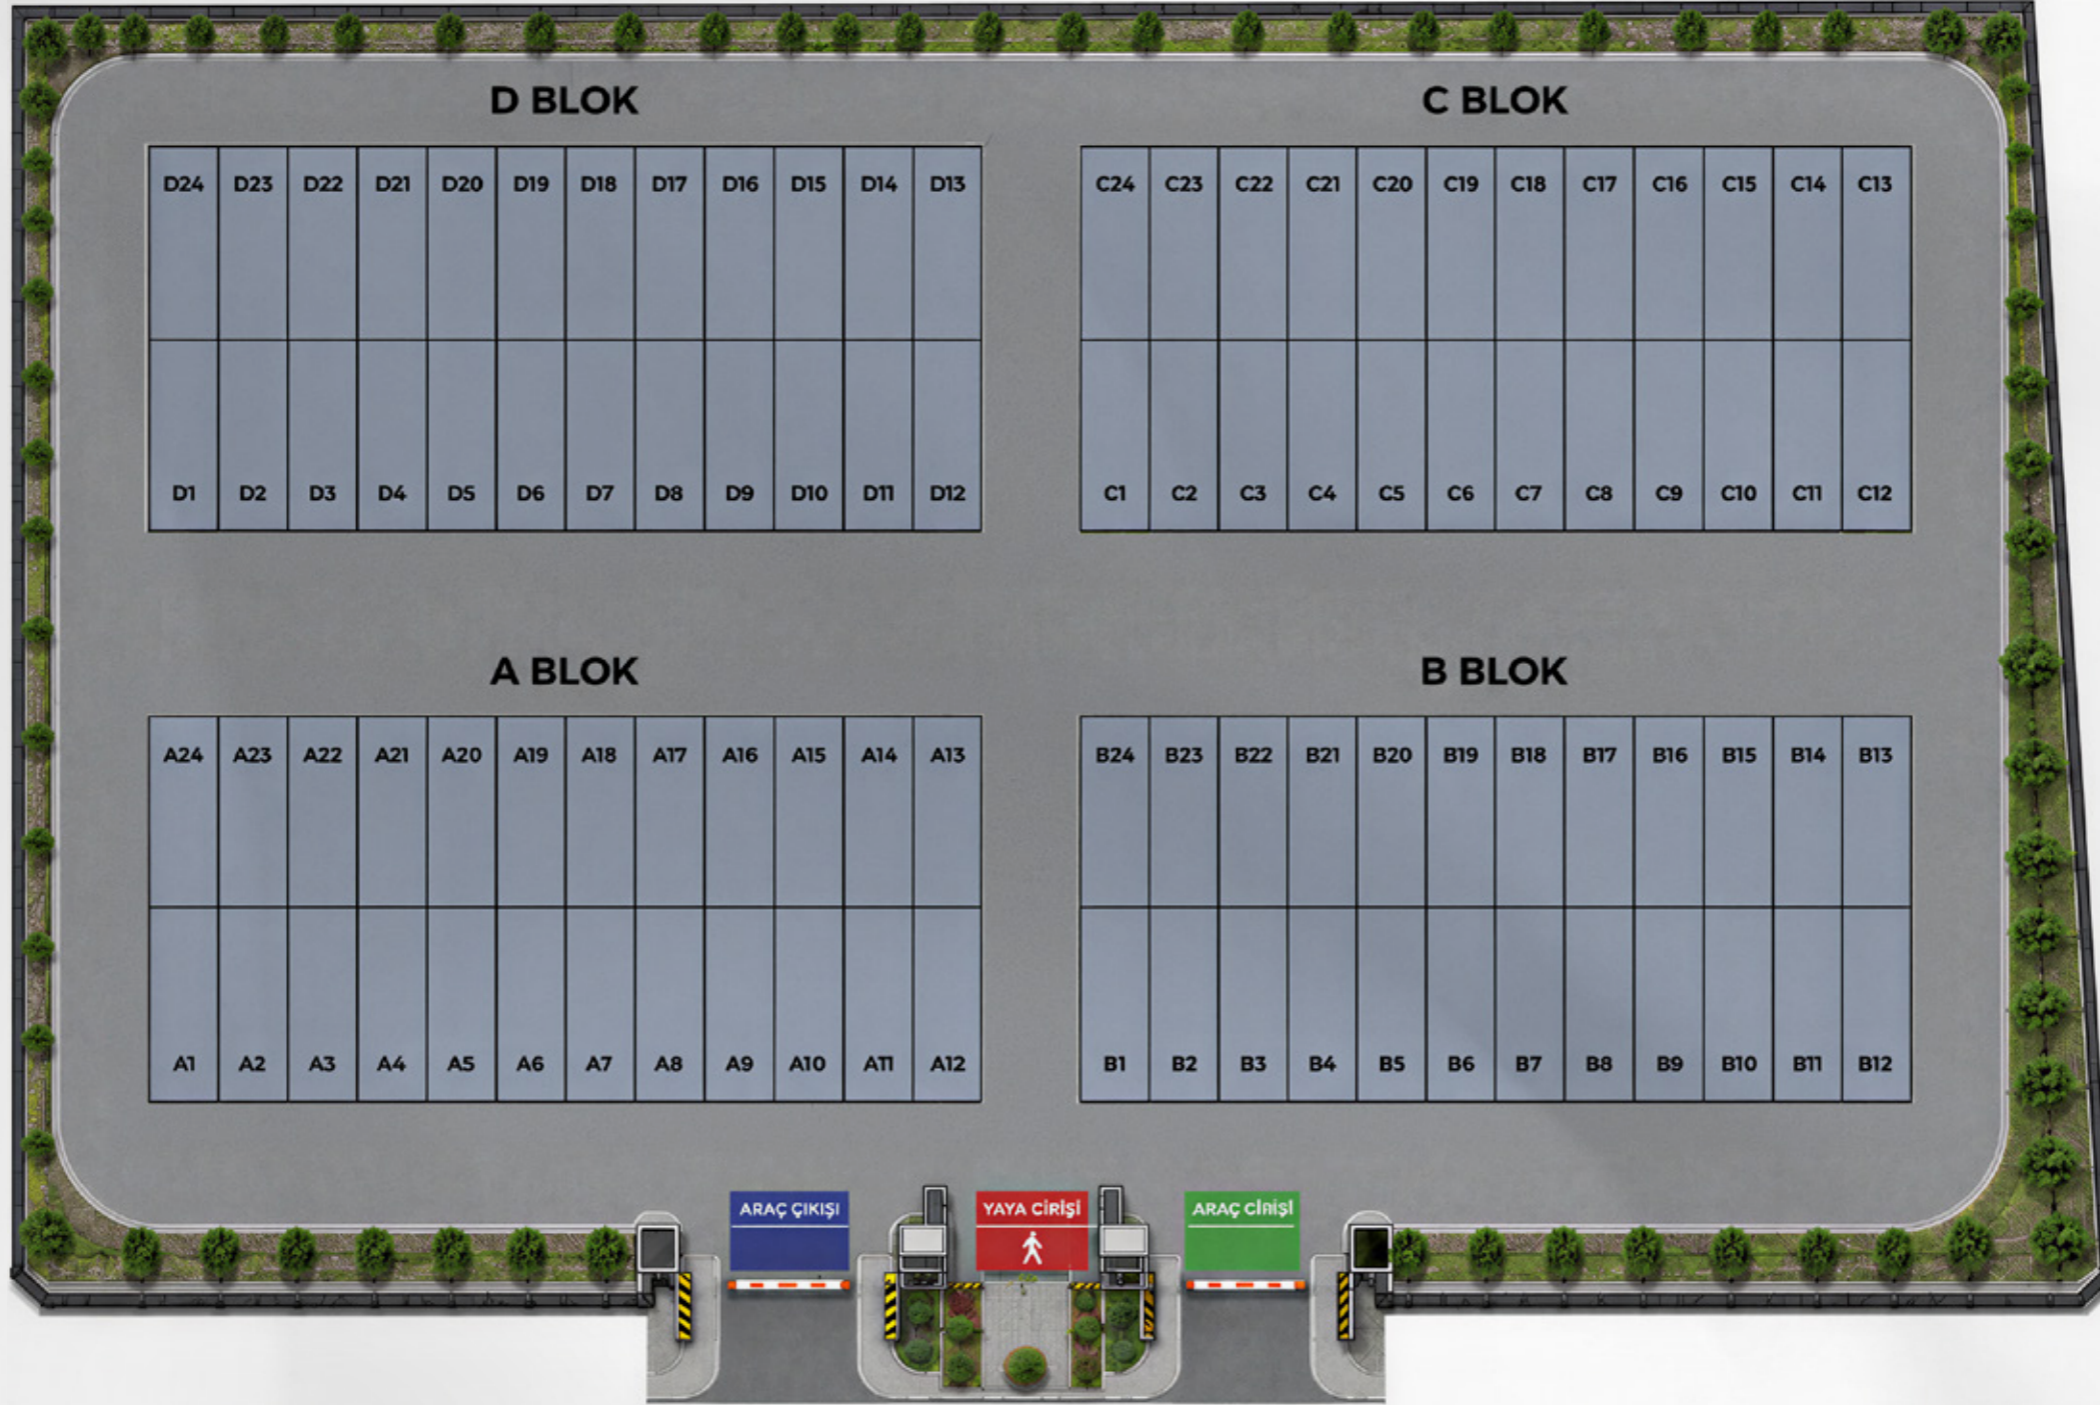 D BLOK
C BLOK
D24 D23 D22 D21 D20 D19 D18 D17 D16 D15 D14 D13
C24 C23 C22 C21 C20 C19 C18 C17 C16 C15 C14 C13
D1 D2 D3 D4 D5 D6 D7 D8 D9 D10 D11 D12
C1 C2 C3 C4 C5 C6 C7 C8 C9 C10 C11 C12
A BLOK
B BLOK
A24 A23 A22 A21 A20 A19 A18 A17 A16 A15 A14 A13
B24 B23 B22 B21 B20 B19 B18 B17 B16 B15 B14 B13
A1 A2 A3 A4 A5 A6 A7 A8 A9 A10 A11 A12
B1 B2 B3 B4 B5 B6 B7 B8 B9 B10 B11 B12
ARAÇ ÇIKIŞI
YAYA CİRİŞİ
ARAÇ CİRİŞİ